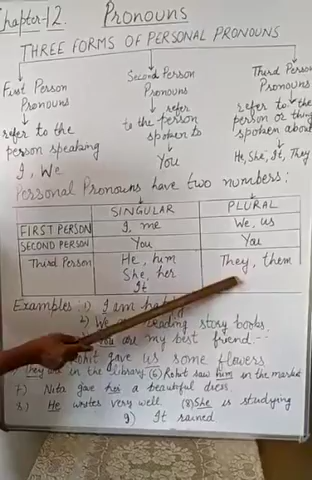 Chapter-12. Pronouns
THREE FORMS OF PERSONAL PRONOUNS
First Person Pronouns
refer to the person speaking
I, We
Second Person Pronouns
refer to the person spoken to
You
Third Person Pronouns
refer to the person or thing spoken about
He, She, It, They
Personal Pronouns have two numbers:
SINGULAR PLURAL
FIRST PERSON I, me We, us
SECOND PERSON You You
THIRD PERSON He, him They, them
She, her
It
Examples: 1) I am
2) We reading story books.
You are my best friend.
gave us some flowers
They are in the library (6) Rohit saw him in the market
7) Nita gave her a beautiful dress.
8) He writes very well (8) She is studying
9) It rained